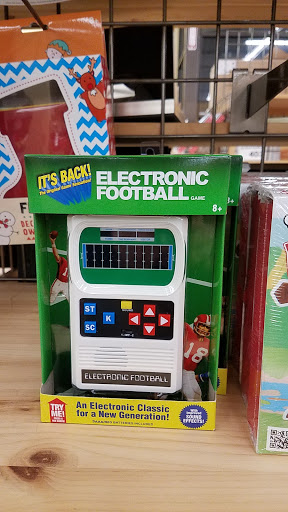 IT'S BACK!
ELECTRONIC
FOOTBALL GAME
8+
ST
K
SC
18
ELECTRONIC FOOTBALL
TRY
ME!
An Electronic Classic
for a New Generation!
SOUND
EFFECTS!